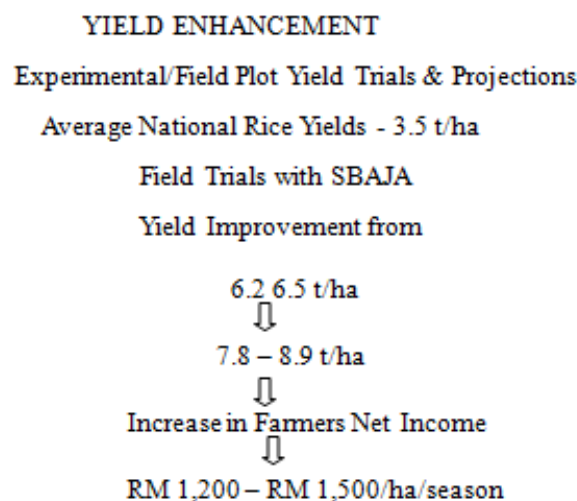 YIELD ENHANCEMENT
Experimental/Field Plot Yield Trials & Projections
Average National Rice Yields - 3.5 t/ha
Field Trials with SBAJA
Yield Improvement from
6.2 6.5 t/ha
7.8 – 8.9 t/ha
Increase in Farmers Net Income
RM 1,200 – RM 1,500/ha/season